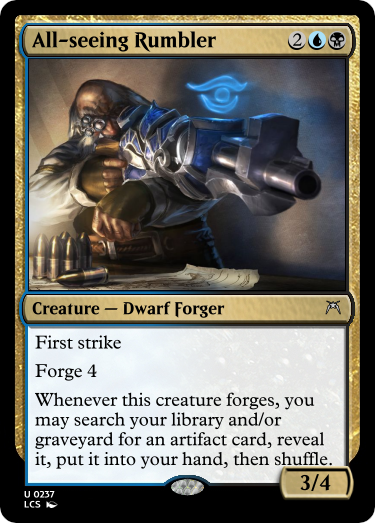 All-seeing Rumbler 2
Creature — Dwarf Forger
First strike
Forge 4
Whenever this creature forges, you
may search your library and/or
graveyard for an artifact card, reveal
it, put it into your hand, then shuffle.
3/4
U 0237
LCS